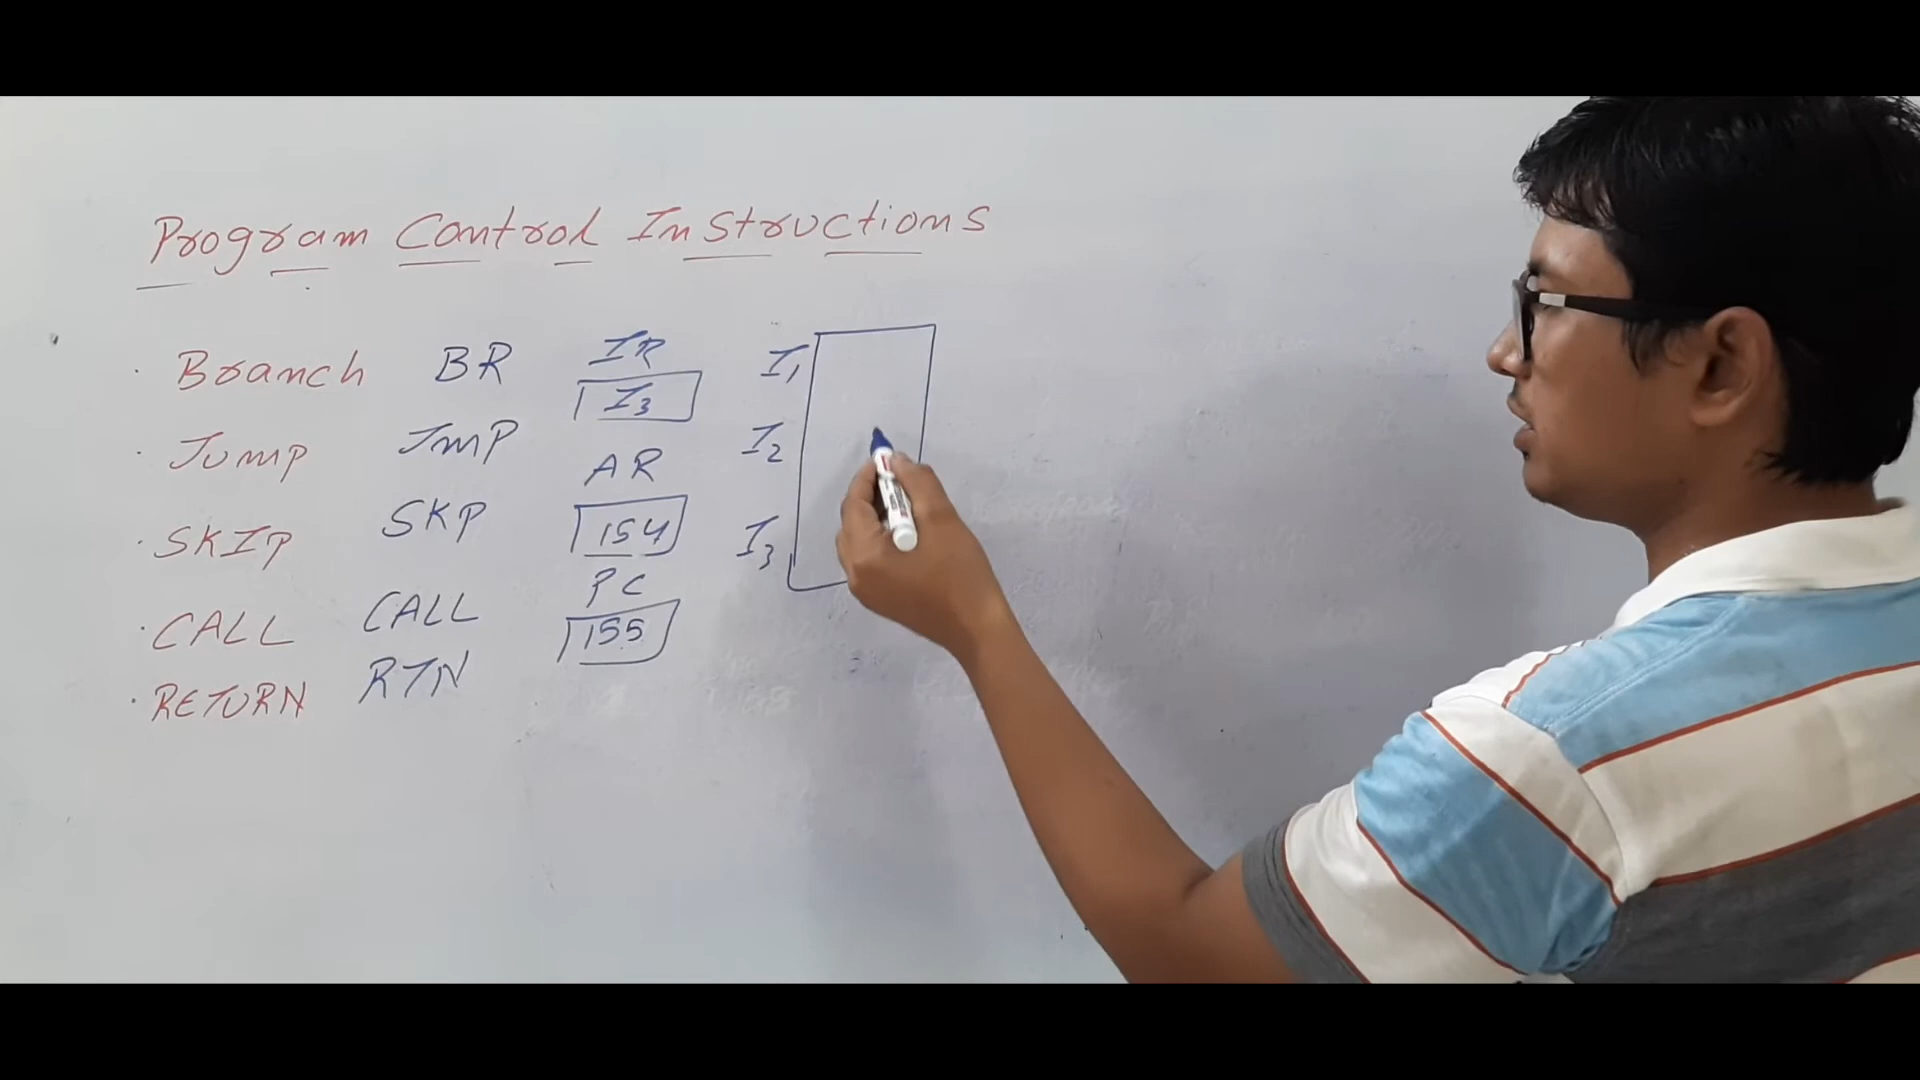 Program Control Instructions
· Branch BR
· Jump JMP
· SKIP SKP
· CALL CALL
· RETURN RTN
IR
I3
AR
154
PC
155
I1
I2
I3